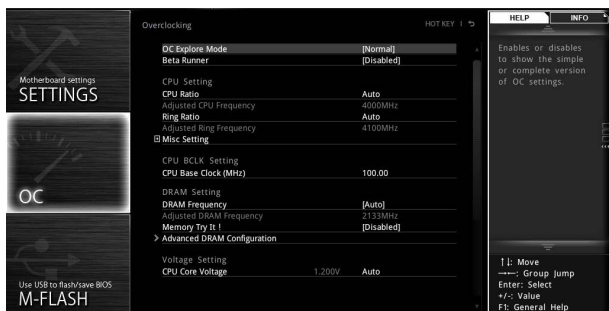 Overclocking
HOT KEY
HELP
INFO
Motherboard settings
SETTINGS
OC
Use USB to flash/save BIOS
M-FLASH
OC Explore Mode [Normal]
Beta Runner [Disabled]
CPU Setting
CPU Ratio Auto
Adjusted CPU Frequency 4000MHz
Ring Ratio Auto
Adjusted Ring Frequency 4100MHz
Misc Setting
CPU BCLK Setting
CPU Base Clock (MHz) 100.00
DRAM Setting
DRAM Frequency [Auto]
Adjusted DRAM Frequency 2133MHz
Memory Try It ! [Disabled]
Advanced DRAM Configuration
Voltage Setting
CPU Core Voltage 1.200V Auto
Enables or disables
to show the simple
or complete version
of OC settings.
↑↓: Move
→←: Group Jump
Enter: Select
+/-: Value
F1: General Help